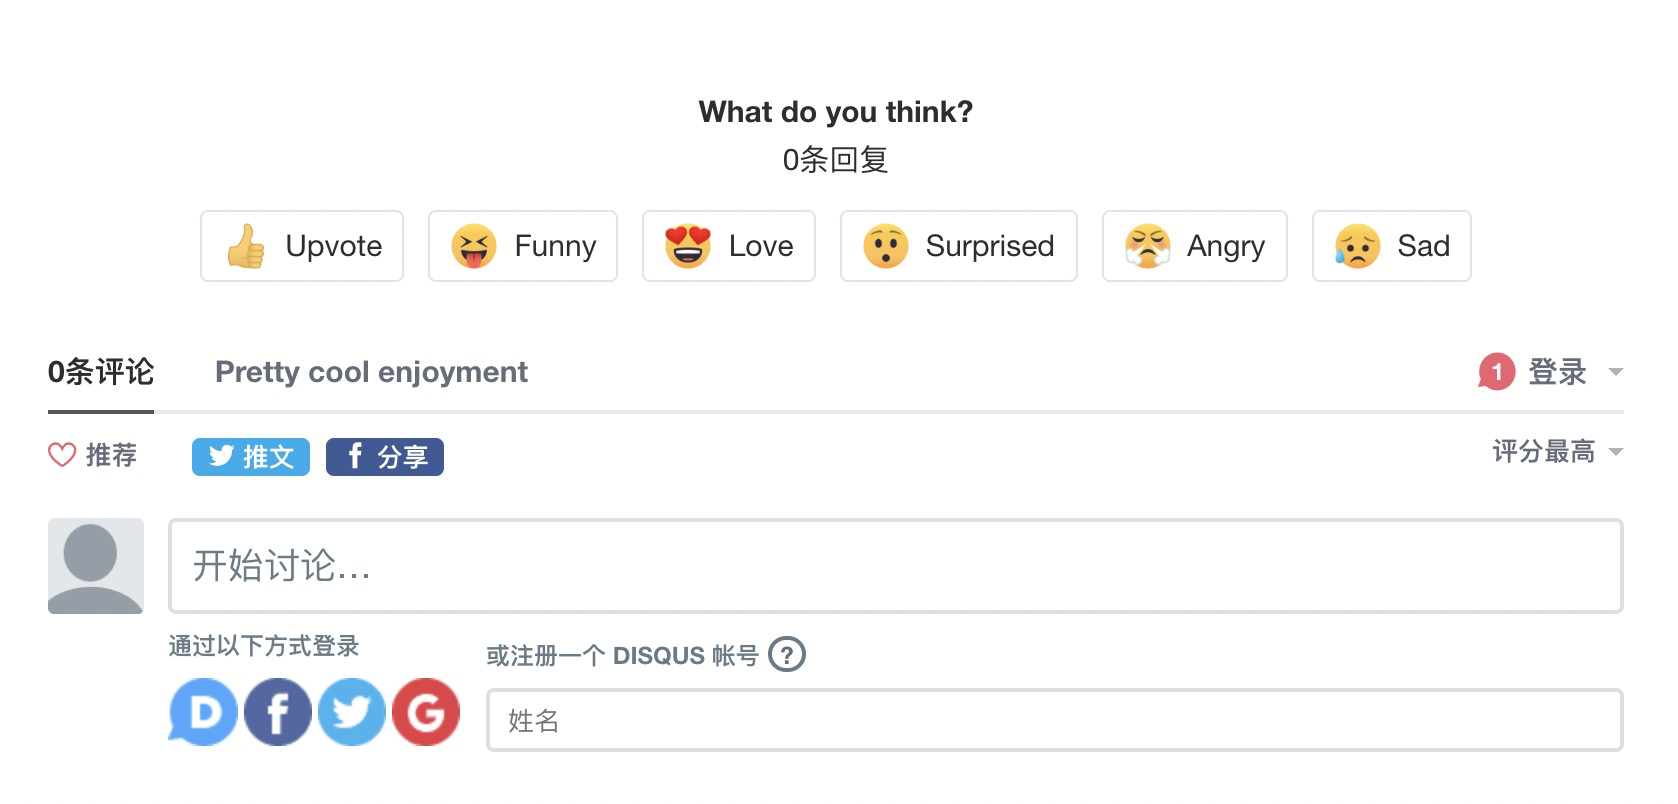 What do you think?
0条回复
Upvote Funny Love Surprised Angry Sad
0条评论 Pretty cool enjoyment 1 登录
推荐 推文 f 分享 评分最高
开始讨论...
通过以下方式登录 或注册一个 DISQUS 帐号 ?
D f G 姓名